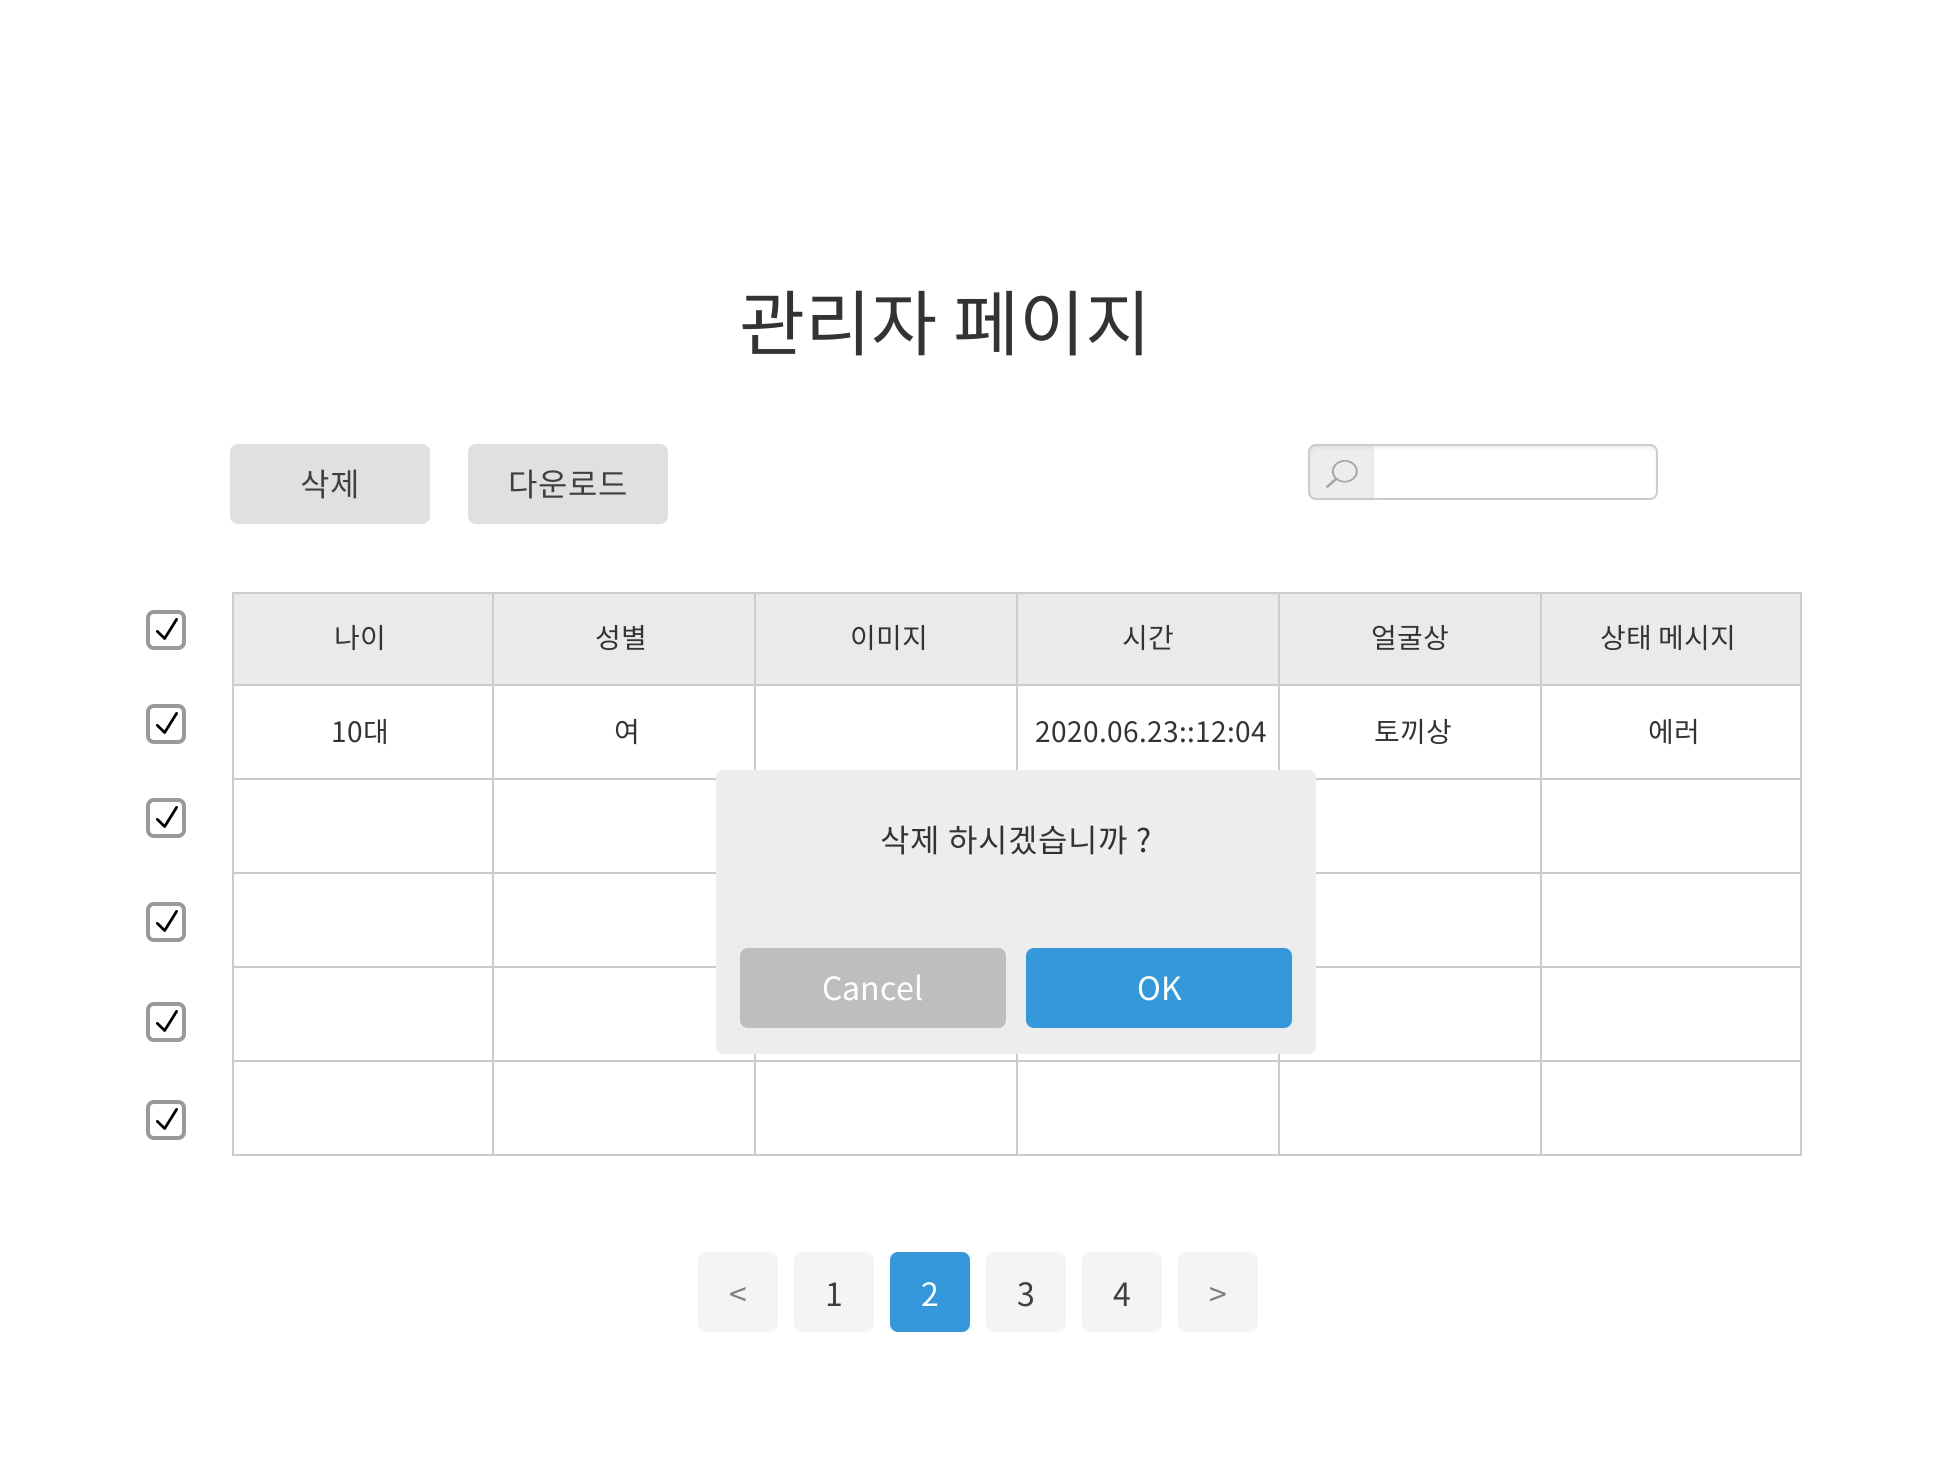 관리자 페이지
삭제 다운로드
나이 성별 이미지 시간 얼굴상 상태 메시지
10대 여 2020.06.23::12:04 토끼상 에러
삭제 하시겠습니까 ?
Cancel OK
< 1 2 3 4 >